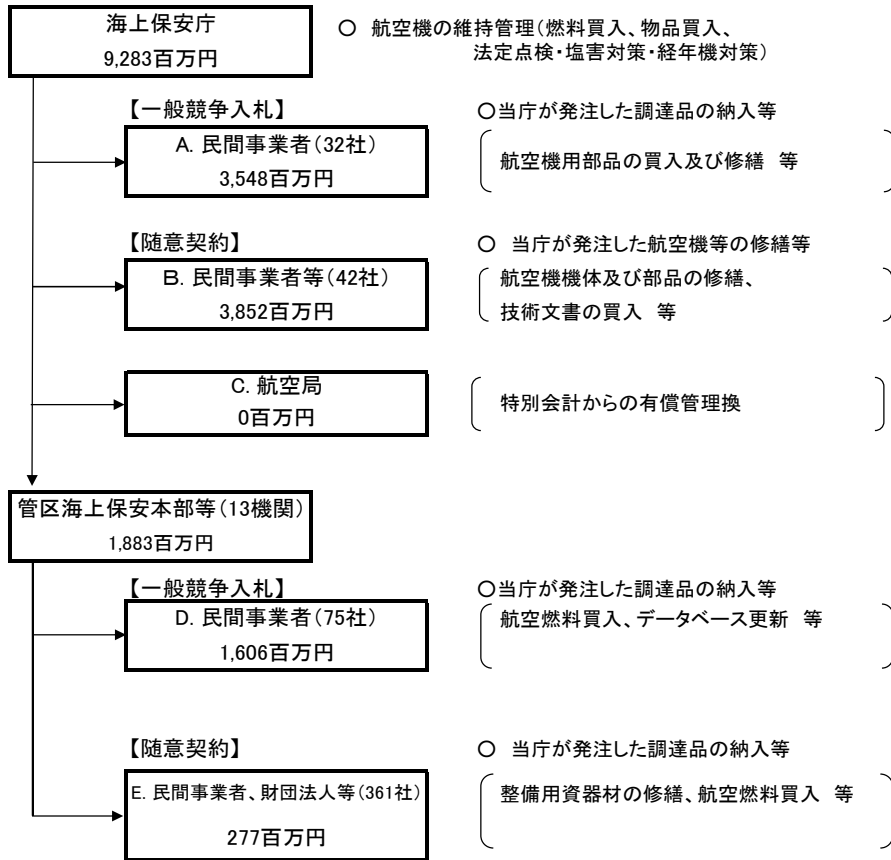 海上保安庁
9,283百万円
○ 航空機の維持管理(燃料買入、物品買入、
法定点検・塩害対策・経年機対策)
【一般競争入札】
○当庁が発注した調達品の納入等
A. 民間事業者(32社)
3,548百万円
航空機用部品の買入及び修繕 等
【随意契約】
○ 当庁が発注した航空機等の修繕等
B. 民間事業者等(42社)
3,852百万円
航空機機体及び部品の修繕、
技術文書の買入 等
C. 航空局
0百万円
特別会計からの有償管理換
管区海上保安本部等(13機関)
1,883百万円
【一般競争入札】
○当庁が発注した調達品の納入等
D. 民間事業者(75社)
1,606百万円
航空燃料買入、データベース更新 等
【随意契約】
○ 当庁が発注した調達品の納入等
E. 民間事業者、財団法人等(361社)
277百万円
整備用資器材の修繕、航空燃料買入 等